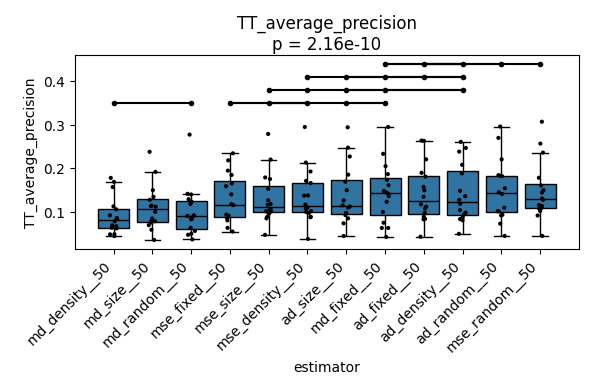 TT_average_precision
p = 2.16e-10
TT_average_precision
0.4
0.3
0.2
0.1
md_density__50
md_size__50
md_random__50
mse_fixed__50
mse_size__50
mse_density__50
ad_size__50
md_fixed__50
ad_fixed__50
ad_density__50
ad_random__50
mse_random__50
estimator